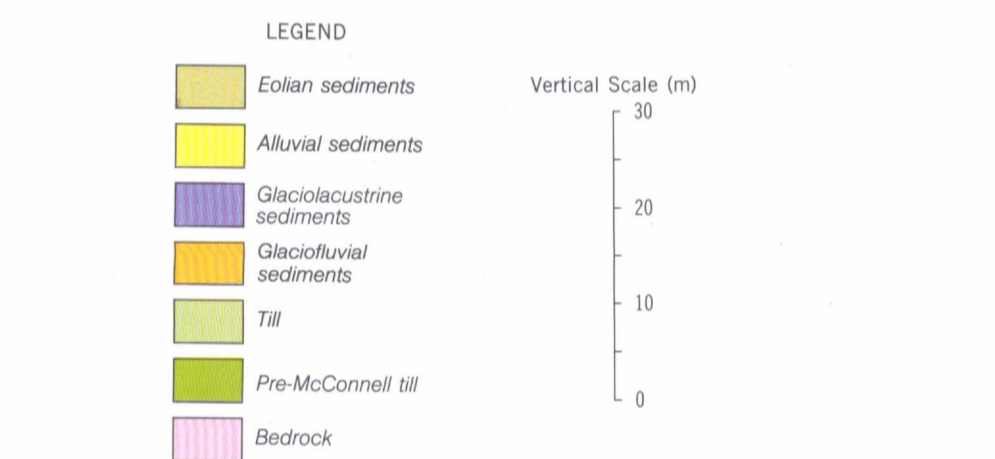 LEGEND
Eolian sediments
Alluvial sediments
Glaciolacustrine
sediments
Glaciofluvial
sediments
Till
Pre-McConnell till
Bedrock
Vertical Scale (m)
30
20
10
0